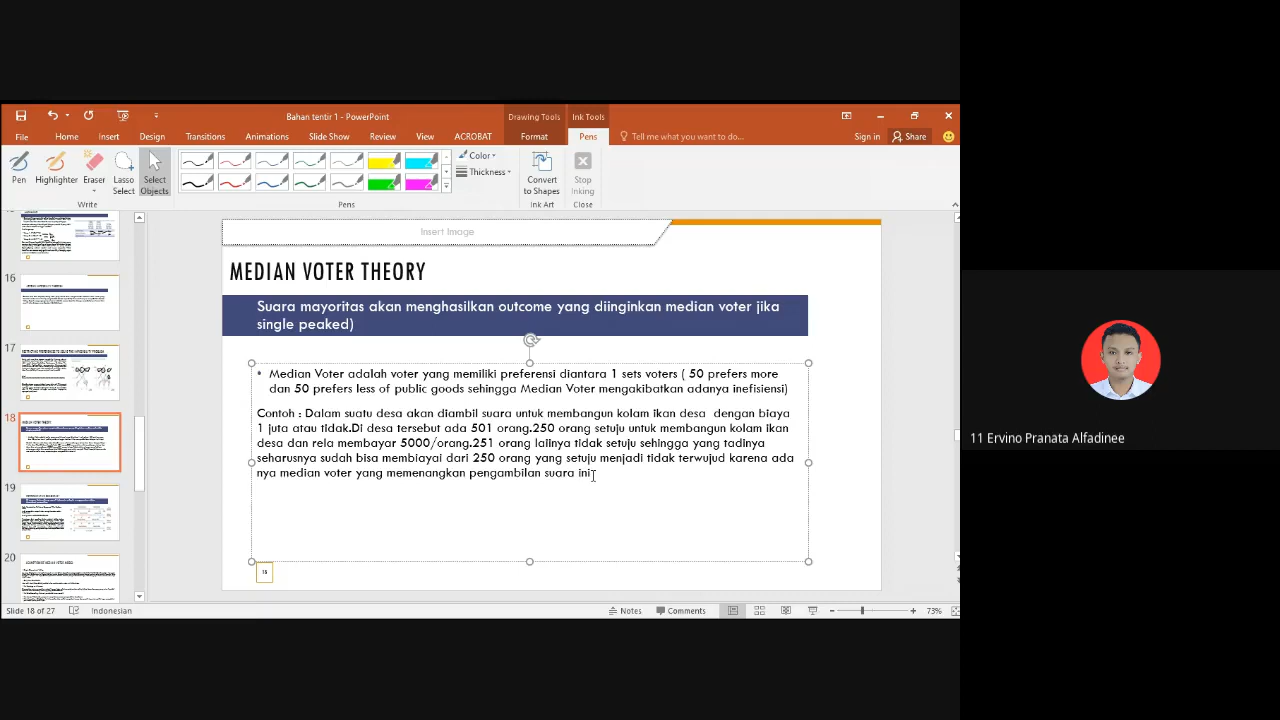 Bahan tentir 1 - PowerPoint
Drawing Tools
Ink Tools
File
Home
Insert
Design
Transitions
Animations
Slide Show
Review
View
ACROBAT
Format
Pens
Tell me what you want to do...
Sign in
Share
Pen
Highlighter
Eraser
Lasso
Select
Select
Objects
Color
Thickness
Convert
to Shapes
Stop
Inking
Write
Pens
Ink Art
Close
16
17
18
19
20
Insert Image
MEDIAN VOTER THEORY
Suara mayoritas akan menghasilkan outcome yang diinginkan median voter jika
single peaked)
• Median Voter adalah voter yang memiliki preferensi diantara 1 sets voters ( 50 prefers more
dan 50 prefers less of public goods sehingga Median Voter mengakibatkan adanya inefisiensi)
Contoh : Dalam suatu desa akan diambil suara untuk membangun kolam ikan desa dengan biaya
1 juta atau tidak.Di desa tersebut ada 501 orang.250 orang setuju untuk membangun kolam ikan
desa dan rela membayar 5000/orang.251 orang lalinya tidak setuju sehingga yang tadinya
seharusnya sudah bisa membiayai dari 250 orang yang setuju menjadi tidak terwujud karena ada
nya median voter yang memenangkan pengambilan suara ini
18
Slide 18 of 27
Indonesian
Notes
Comments
73%
11 Ervino Pranata Alfadinee